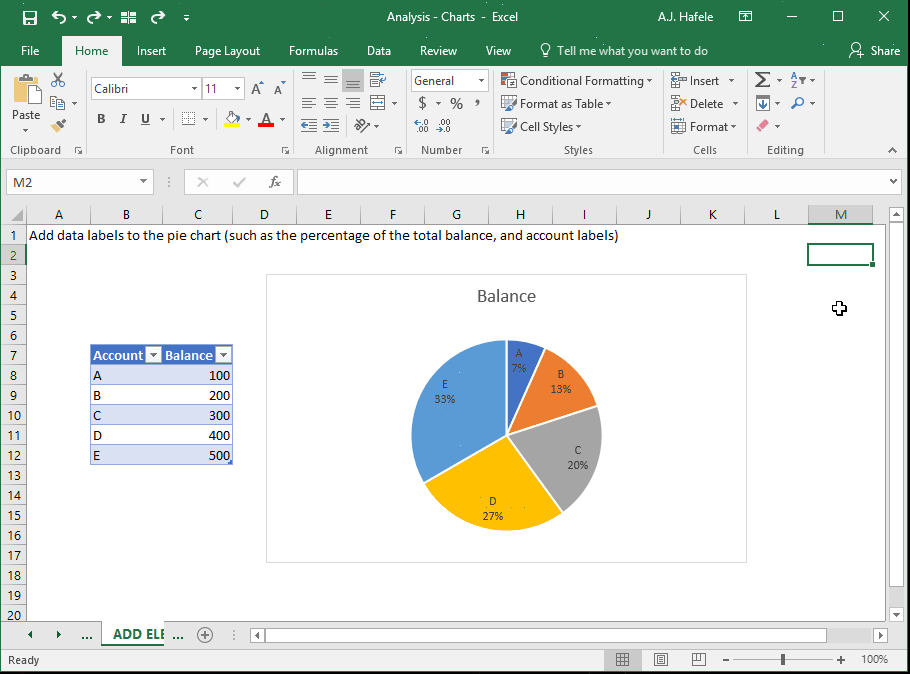 Analysis - Charts - Excel
A.J. Hafele
File Home Insert Page Layout Formulas Data Review View Tell me what you want to do Share
Paste
Calibri 11
B I U A
General
$ % ,
Conditional Formatting
Format as Table
Cell Styles
Insert
Delete
Format
Clipboard Font Alignment Number Styles Cells Editing
M2 fx
A B C D E F G H I J K L M
1 Add data labels to the pie chart (such as the percentage of the total balance, and account labels)
2
3
4 Balance
5
6
7 Account Balance
8 A 100
9 B 200
10 C 300
11 D 400
12 E 500
13
14
15
16
17
18
19
20
A
7%
B
13%
C
20%
D
27%
E
33%
... ADD ELE ...
Ready 100%